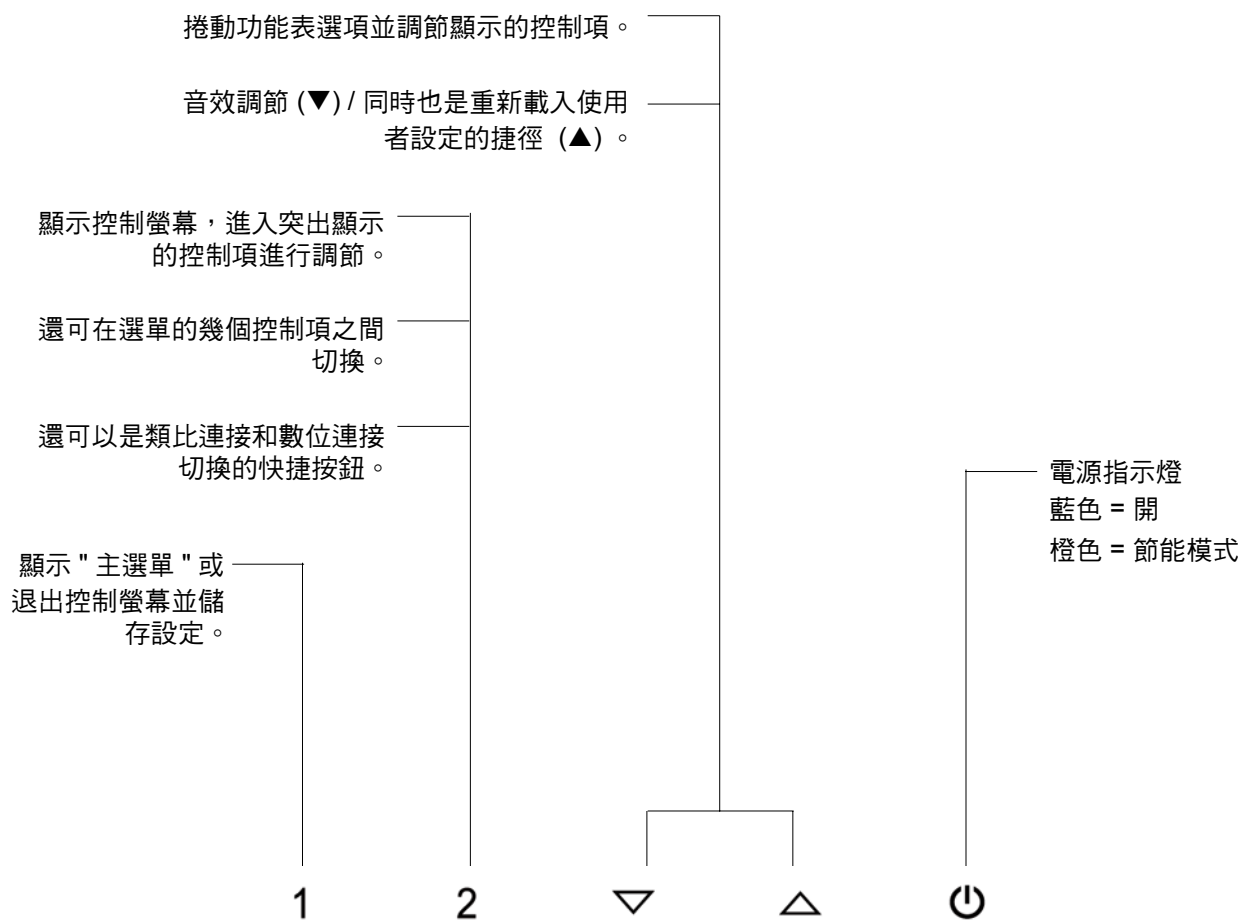 捲動功能表選項並調節顯示的控制項。
音效調節 (▼) / 同時也是重新載入使用
者設定的捷徑 (▲) 。
顯示控制螢幕，進入突出顯示
的控制項進行調節。
還可在選單的幾個控制項之間
切換。
還可以是類比連接和數位連接
切換的快捷按鈕。
電源指示燈
藍色 = 開
橙色 = 節能模式
顯示 " 主選單 " 或
退出控制螢幕並儲
存設定。
1 2 ▽ △ ⏻